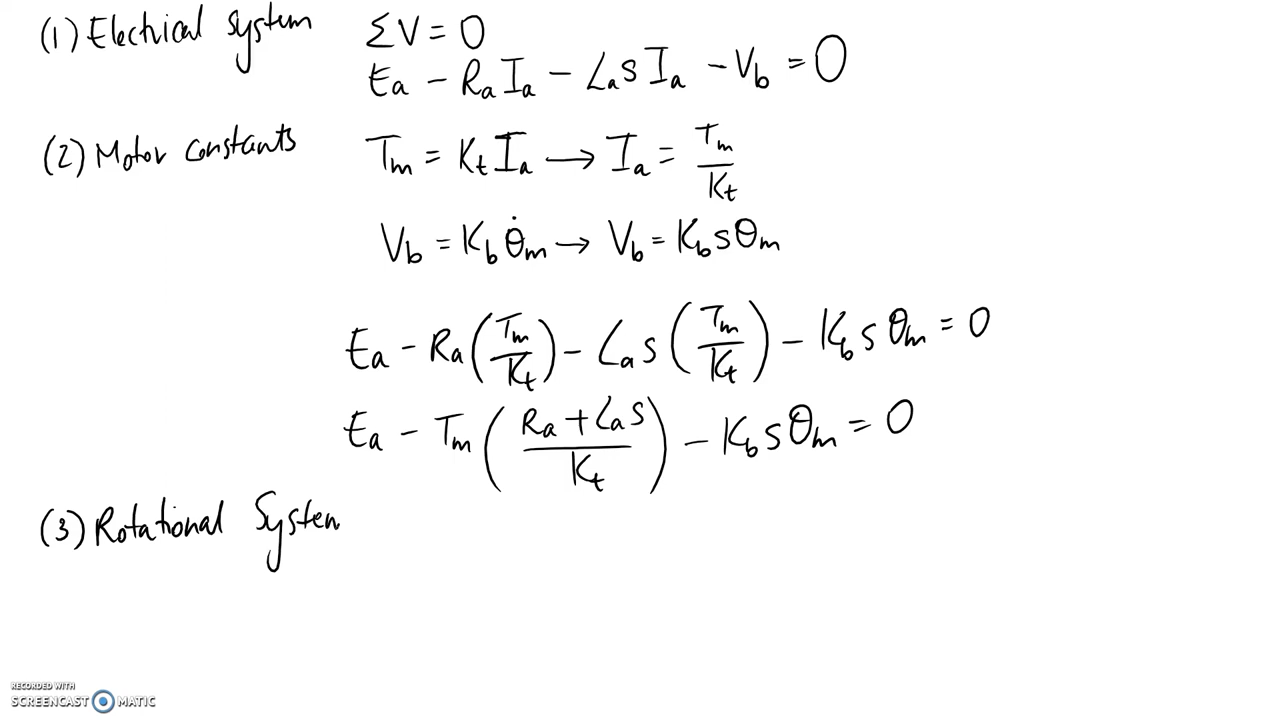 (1) Electrical system ΣV = 0
Ea - RaIa - LasIa - Vb = 0
(2) Motor constants Tm = KtIa → Ia = Tm/Kt
Vb = Kbθ̇m → Vb = Kbsθm
Ea - Ra(Tm/Kt) - Las(Tm/Kt) - Kbsθm = 0
Ea - Tm((Ra + Las)/Kt) - Kbsθm = 0
(3) Rotational System
RECORDED WITH
SCREENCAST MATIC